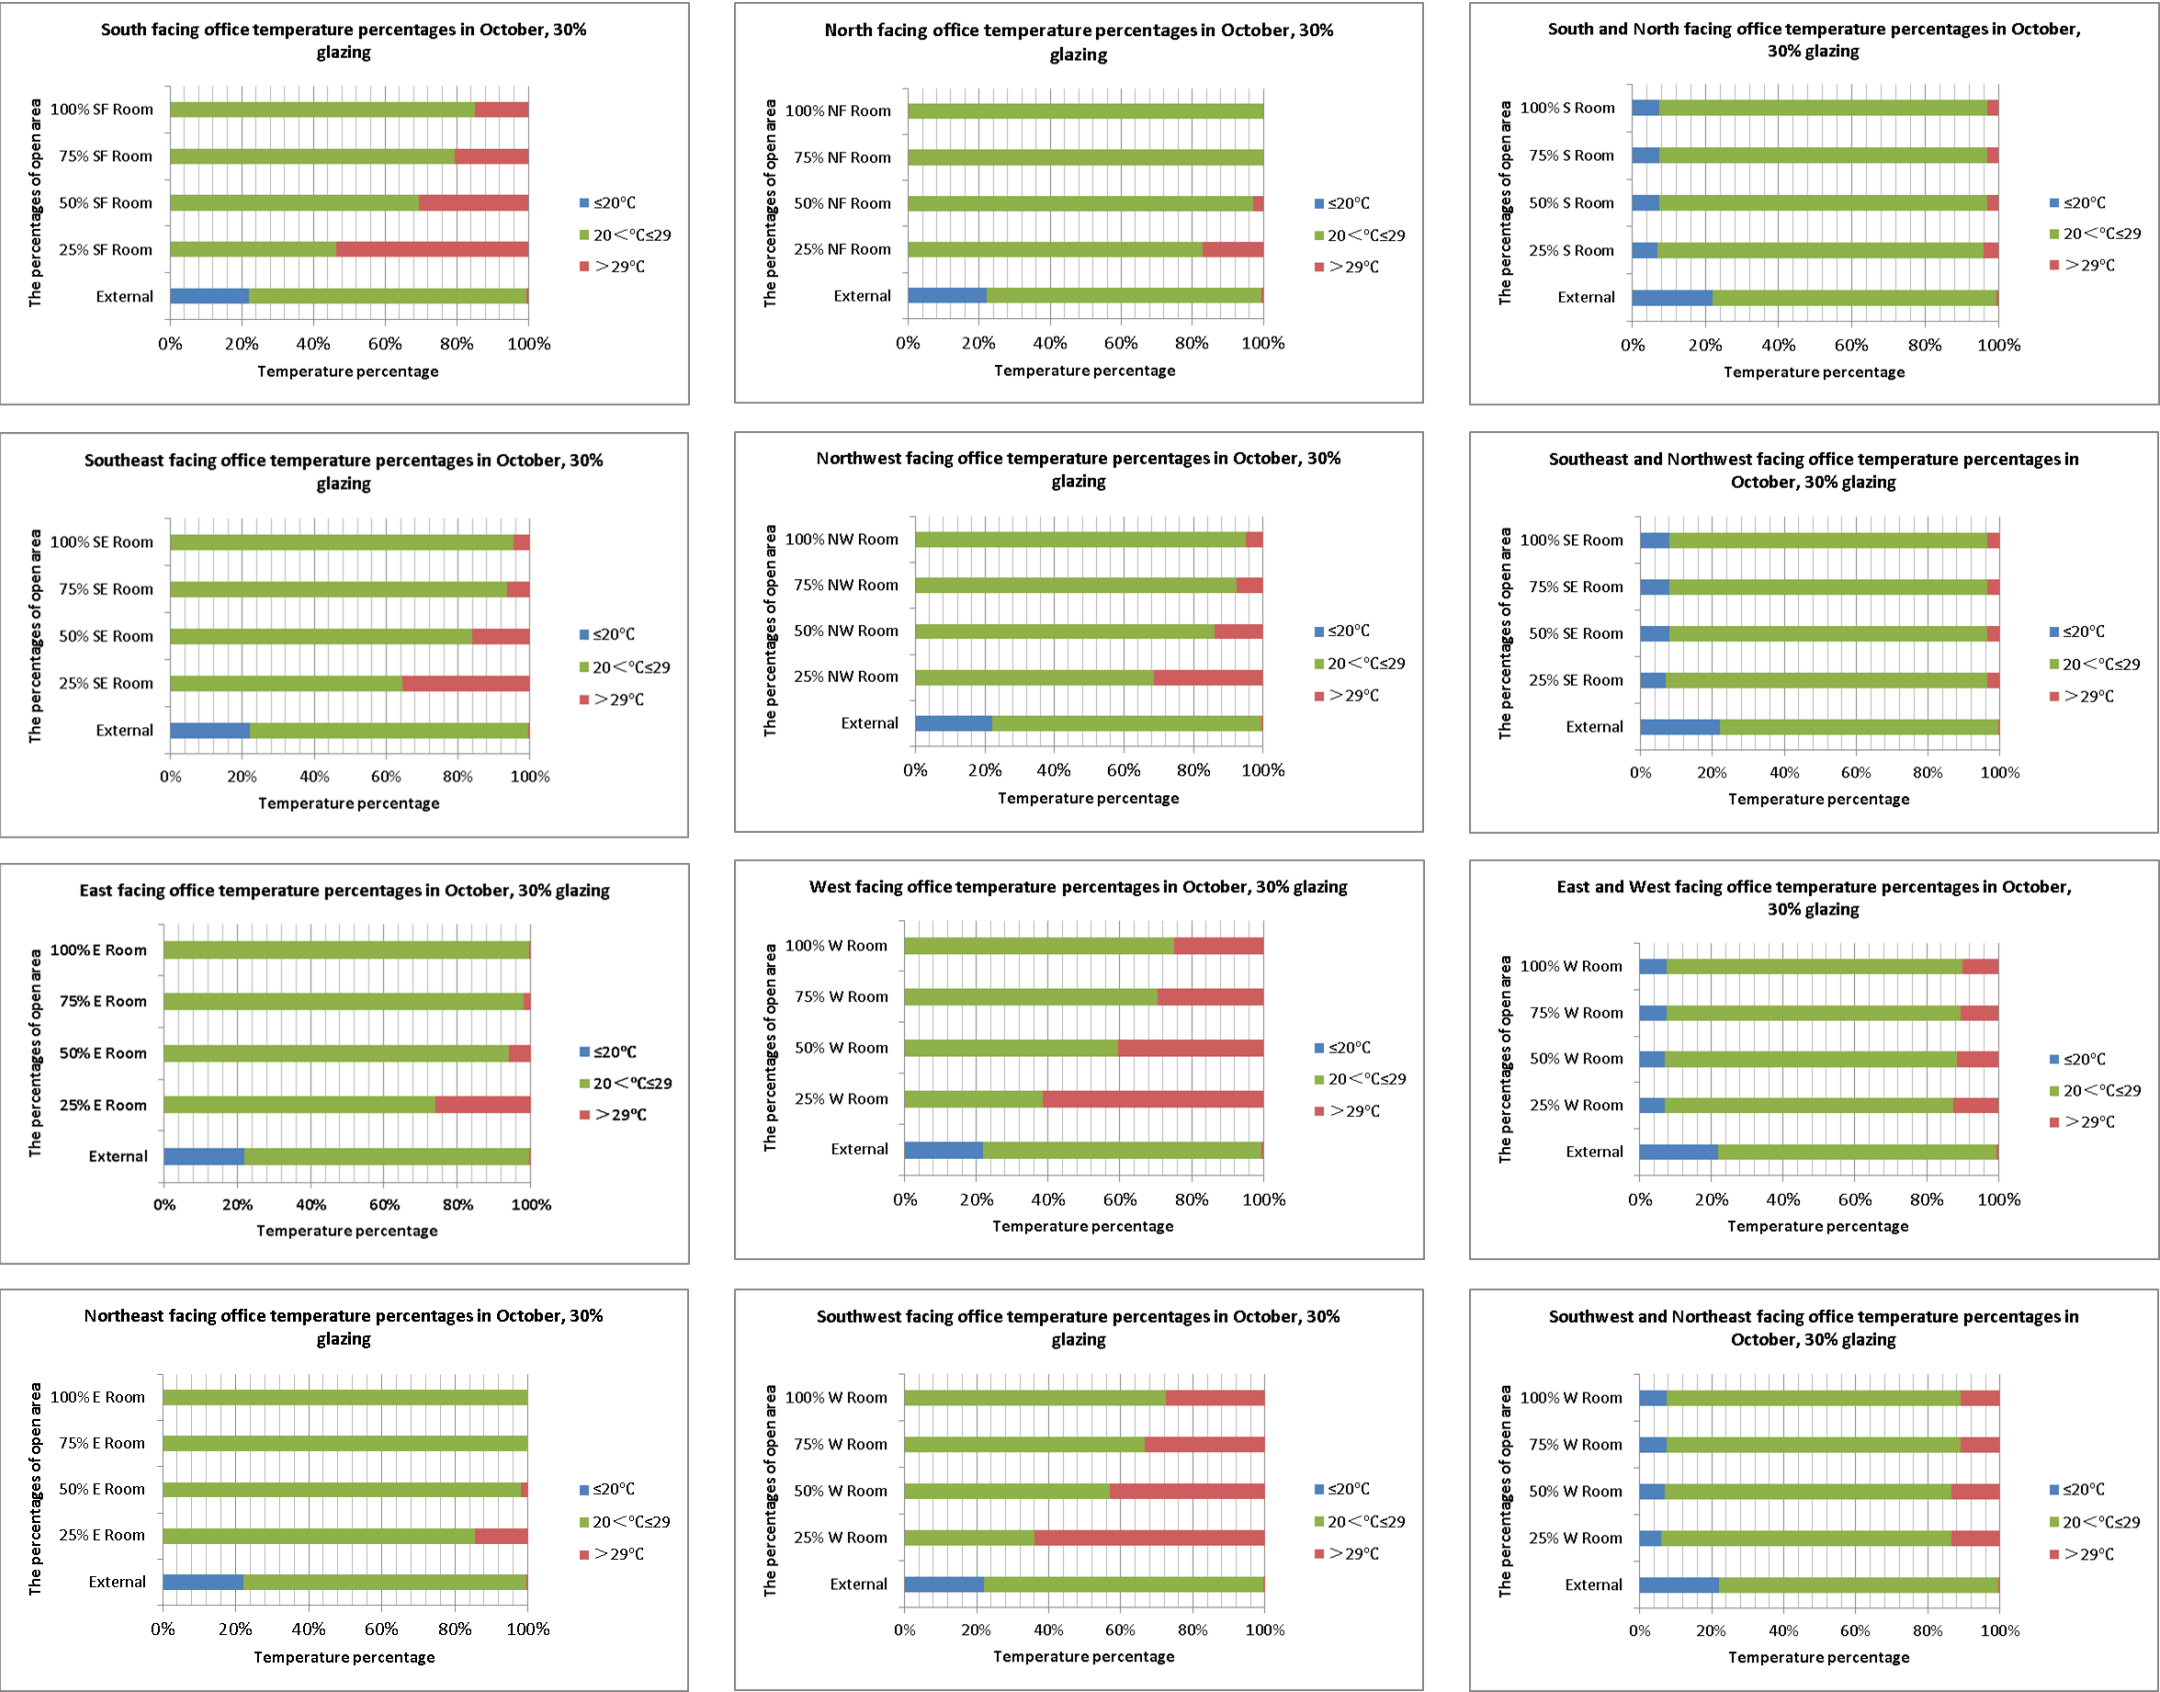 South facing office temperature percentages in October, 30%
glazing
The percentages of open area
100% SF Room
75% SF Room
50% SF Room
25% SF Room
External
0% 20% 40% 60% 80% 100%
Temperature percentage
≤20°C
20＜°C≤29
＞29°C
North facing office temperature percentages in October, 30%
glazing
The percentages of open area
100% NF Room
75% NF Room
50% NF Room
25% NF Room
External
0% 20% 40% 60% 80% 100%
Temperature percentage
≤20°C
20＜°C≤29
＞29°C
South and North facing office temperature percentages in October,
30% glazing
The percentages of open area
100% S Room
75% S Room
50% S Room
25% S Room
External
0% 20% 40% 60% 80% 100%
Temperature percentage
≤20°C
20＜°C≤29
＞29°C
Southeast facing office temperature percentages in October, 30%
glazing
The percentages of open area
100% SE Room
75% SE Room
50% SE Room
25% SE Room
External
0% 20% 40% 60% 80% 100%
Temperature percentage
≤20°C
20＜°C≤29
＞29°C
Northwest facing office temperature percentages in October, 30%
glazing
The percentages of open area
100% NW Room
75% NW Room
50% NW Room
25% NW Room
External
0% 20% 40% 60% 80% 100%
Temperature percentage
≤20°C
20＜°C≤29
＞29°C
Southeast and Northwest facing office temperature percentages in
October, 30% glazing
The percentages of open area
100% SE Room
75% SE Room
50% SE Room
25% SE Room
External
0% 20% 40% 60% 80% 100%
Temperature percentage
≤20°C
20＜°C≤29
＞29°C
East facing office temperature percentages in October, 30% glazing
The percentages of open area
100% E Room
75% E Room
50% E Room
25% E Room
External
0% 20% 40% 60% 80% 100%
Temperature percentage
≤20°C
20＜°C≤29
＞29°C
West facing office temperature percentages in October, 30% glazing
The percentages of open area
100% W Room
75% W Room
50% W Room
25% W Room
External
0% 20% 40% 60% 80% 100%
Temperature percentage
≤20°C
20＜°C≤29
＞29°C
East and West facing office temperature percentages in October,
30% glazing
The percentages of open area
100% W Room
75% W Room
50% W Room
25% W Room
External
0% 20% 40% 60% 80% 100%
Temperature percentage
≤20°C
20＜°C≤29
＞29°C
Northeast facing office temperature percentages in October, 30%
glazing
The percentages of open area
100% E Room
75% E Room
50% E Room
25% E Room
External
0% 20% 40% 60% 80% 100%
Temperature percentage
≤20°C
20＜°C≤29
＞29°C
Southwest facing office temperature percentages in October, 30%
glazing
The percentages of open area
100% W Room
75% W Room
50% W Room
25% W Room
External
0% 20% 40% 60% 80% 100%
Temperature percentage
≤20°C
20＜°C≤29
＞29°C
Southwest and Northeast facing office temperature percentages in
October, 30% glazing
The percentages of open area
100% W Room
75% W Room
50% W Room
25% W Room
External
0% 20% 40% 60% 80% 100%
Temperature percentage
≤20°C
20＜°C≤29
＞29°C